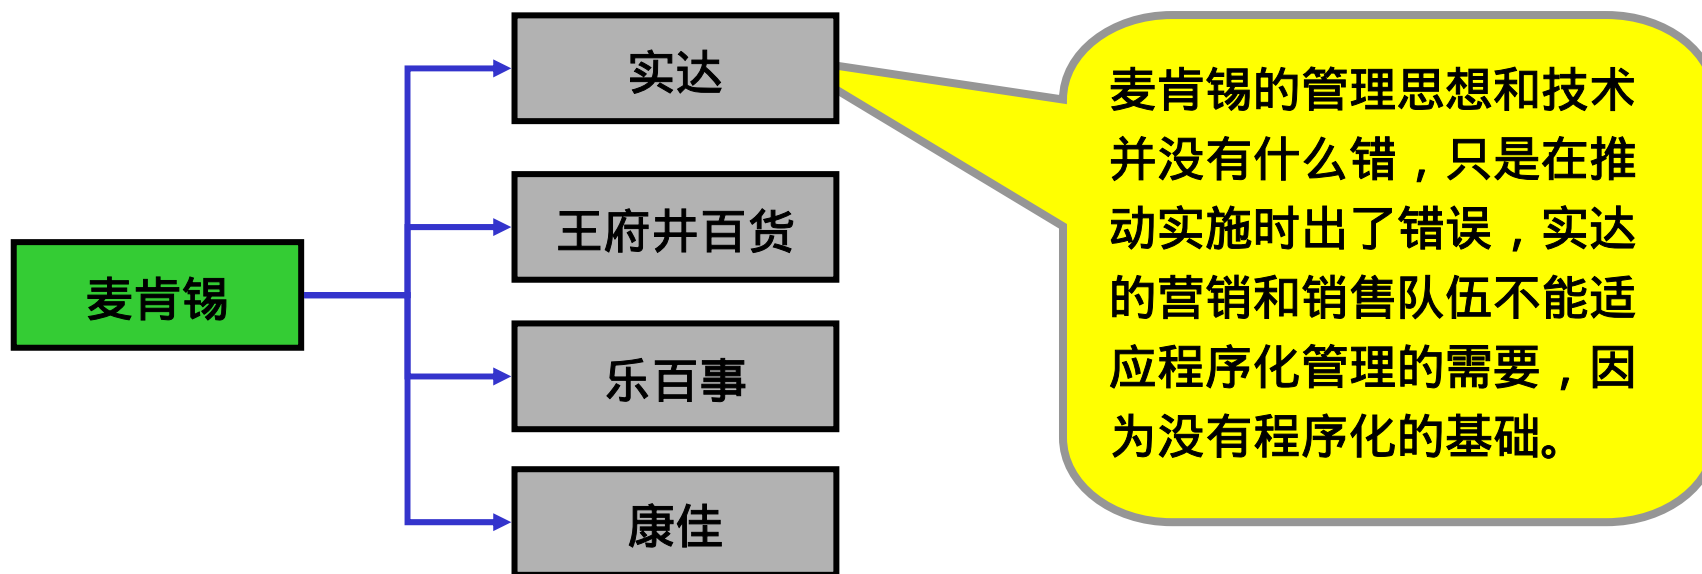 麦肯锡
实达
王府井百货
乐百事
康佳
麦肯锡的管理思想和技术
并没有什么错，只是在推
动实施时出了错误，实达
的营销和销售队伍不能适
应程序化管理的需要，因
为没有程序化的基础。